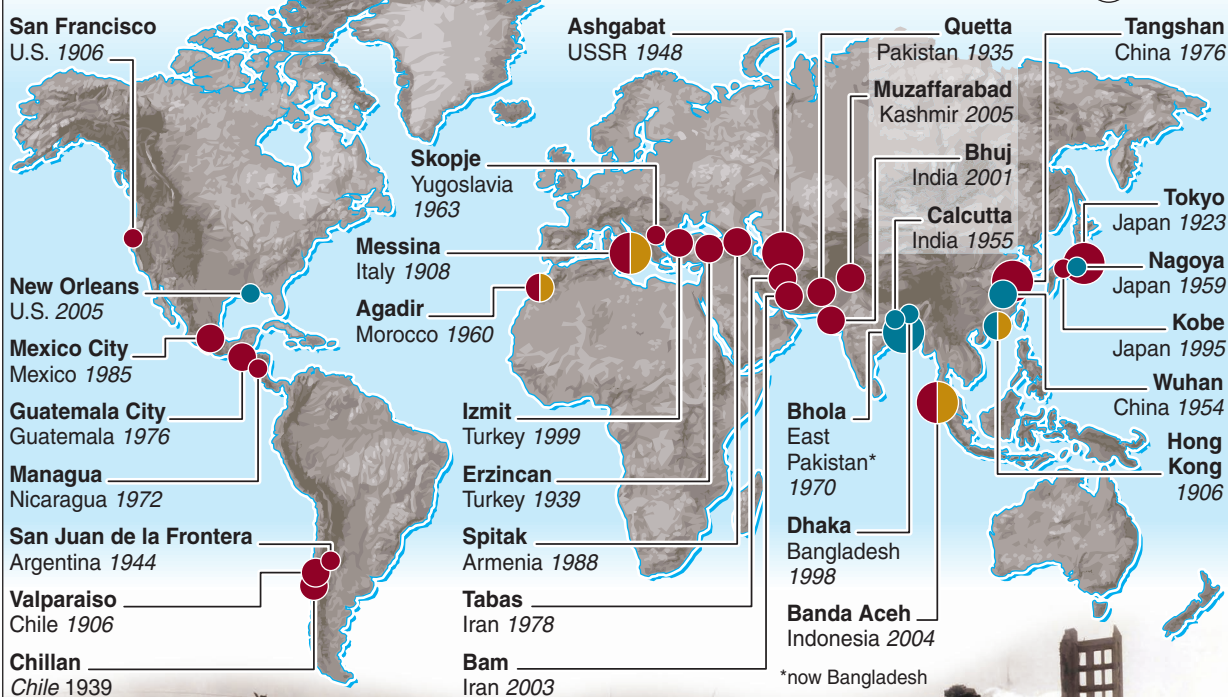 San Francisco
U.S. 1906
New Orleans
U.S. 2005
Mexico City
Mexico 1985
Guatemala City
Guatemala 1976
Managua
Nicaragua 1972
San Juan de la Frontera
Argentina 1944
Valparaiso
Chile 1906
Chillan
Chile 1939
Ashgabat
USSR 1948
Skopje
Yugoslavia
1963
Messina
Italy 1908
Agadir
Morocco 1960
Izmit
Turkey 1999
Erzincan
Turkey 1939
Spitak
Armenia 1988
Tabas
Iran 1978
Bam
Iran 2003
Quetta
Pakistan 1935
Muzaffarabad
Kashmir 2005
Bhuj
India 2001
Calcutta
India 1955
Bhola
East
Pakistan*
1970
Dhaka
Bangladesh
1998
Banda Aceh
Indonesia 2004
*now Bangladesh
Tangshan
China 1976
Tokyo
Japan 1923
Nagoya
Japan 1959
Kobe
Japan 1995
Wuhan
China 1954
Hong
Kong
1906